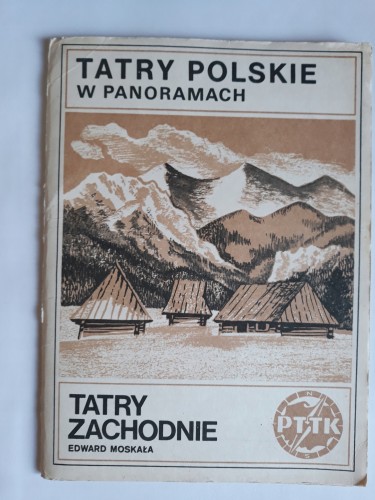 TATRY POLSKIE
W PANORAMACH
TATRY
ZACHODNIE
EDWARD MOSKAŁA
N
PTTK